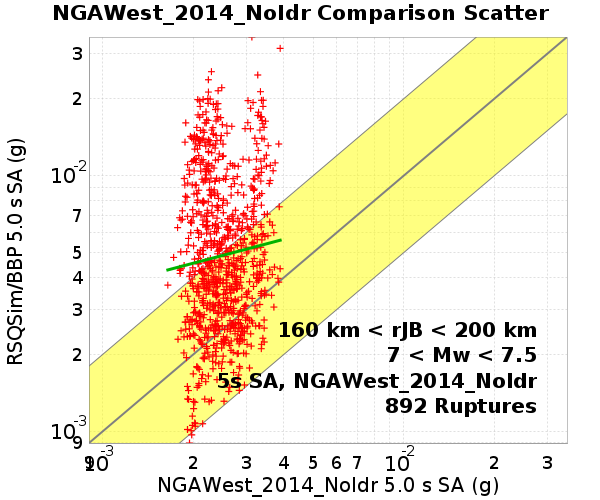 NGAWest_2014_NoIdr Comparison Scatter
RSQSim/BBP 5.0 s SA (g)
3
2
10-2
7
5
4
3
2
10-3
9
160 km < rJB < 200 km
7 < Mw < 7.5
5s SA, NGAWest_2014_NoIdr
892 Ruptures
9 10-3 2 3 4 5 6 7 10-2 2 3
NGAWest_2014_NoIdr 5.0 s SA (g)